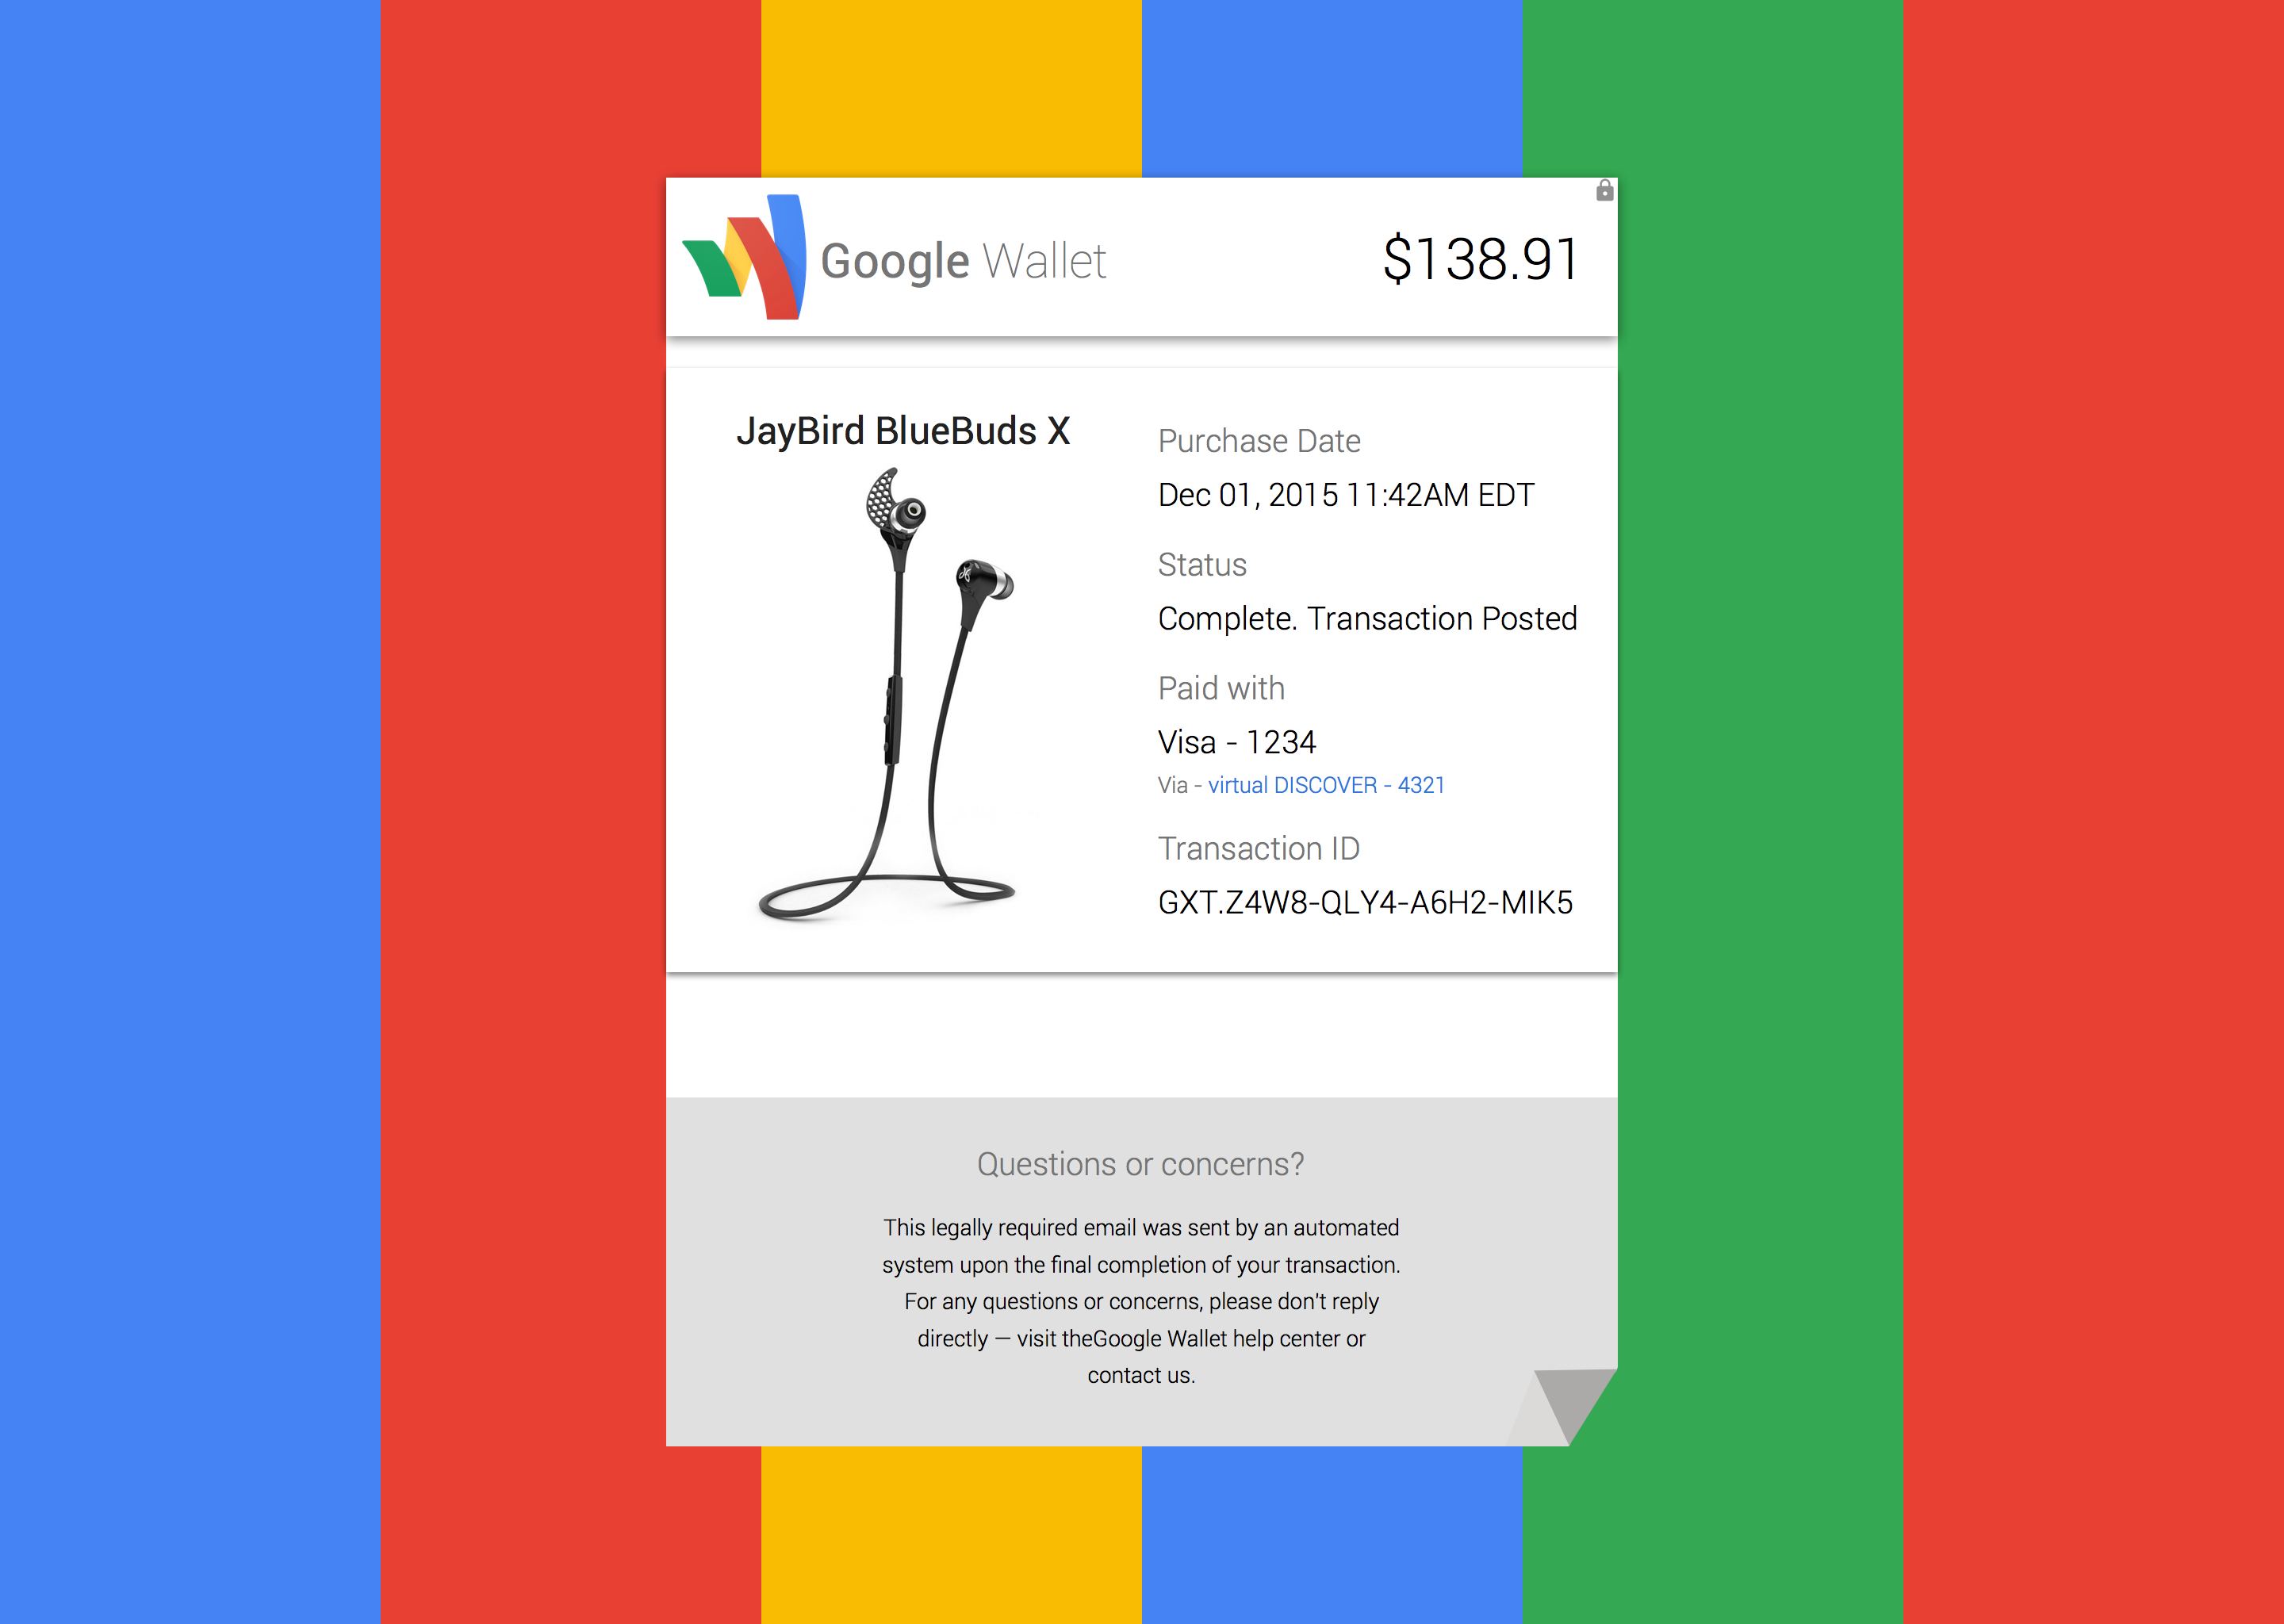 Google Wallet
$138.91
JayBird BlueBuds X
Purchase Date
Dec 01, 2015 11:42AM EDT
Status
Complete. Transaction Posted
Paid with
Visa - 1234
Via - virtual DISCOVER - 4321
Transaction ID
GXT.Z4W8-QLY4-A6H2-MIK5
Questions or concerns?
This legally required email was sent by an automated
system upon the final completion of your transaction.
For any questions or concerns, please don't reply
directly — visit theGoogle Wallet help center or
contact us.